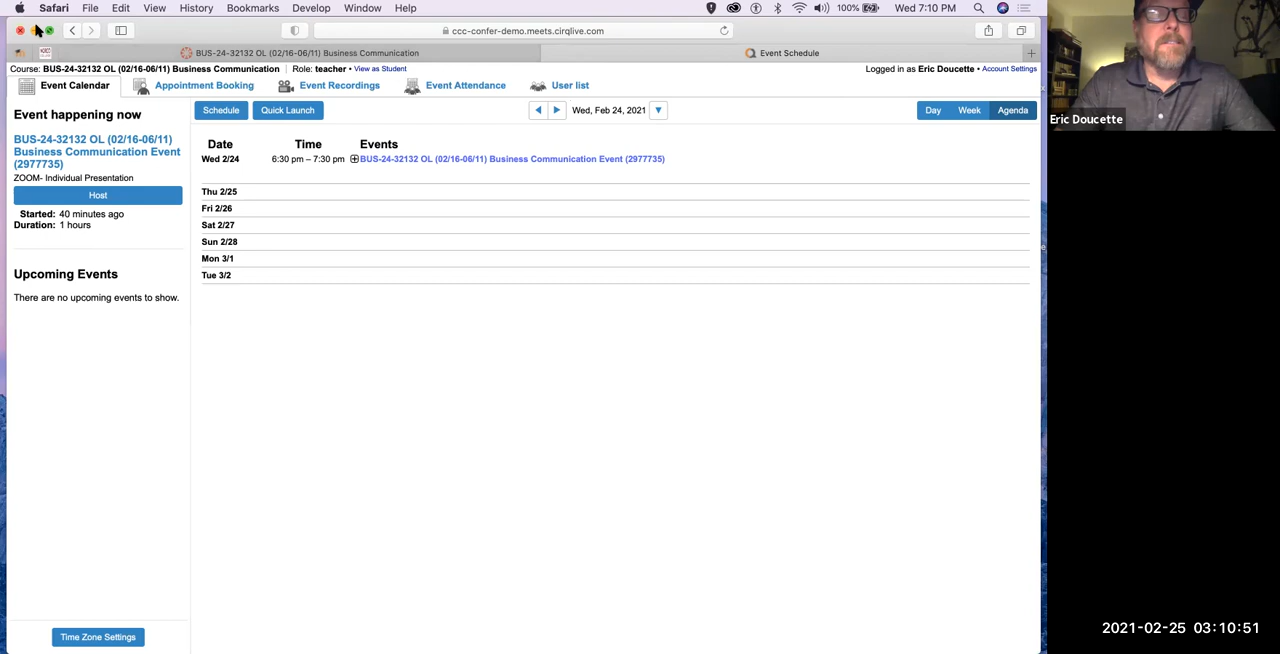 Safari File Edit View History Bookmarks Develop Window Help 100% Wed 7:10 PM
ccc-confer-demo.meets.cirqlive.com
BUS-24-32132 OL (02/16-06/11) Business Communication Event Schedule
Course: BUS-24-32132 OL (02/16-06/11) Business Communication Role: teacher • View as Student Logged in as Eric Doucette • Account Settings
Event Calendar Appointment Booking Event Recordings Event Attendance User list
Event happening now
BUS-24-32132 OL (02/16-06/11)
Business Communication Event
(2977735)
ZOOM- Individual Presentation
Host
Started: 40 minutes ago
Duration: 1 hours
Upcoming Events
There are no upcoming events to show.
Time Zone Settings
Schedule Quick Launch Wed, Feb 24, 2021 Day Week Agenda
Date Time Events
Wed 2/24 6:30 pm – 7:30 pm BUS-24-32132 OL (02/16-06/11) Business Communication Event (2977735)
Thu 2/25
Fri 2/26
Sat 2/27
Sun 2/28
Mon 3/1
Tue 3/2
Eric Doucette
2021-02-25 03:10:51